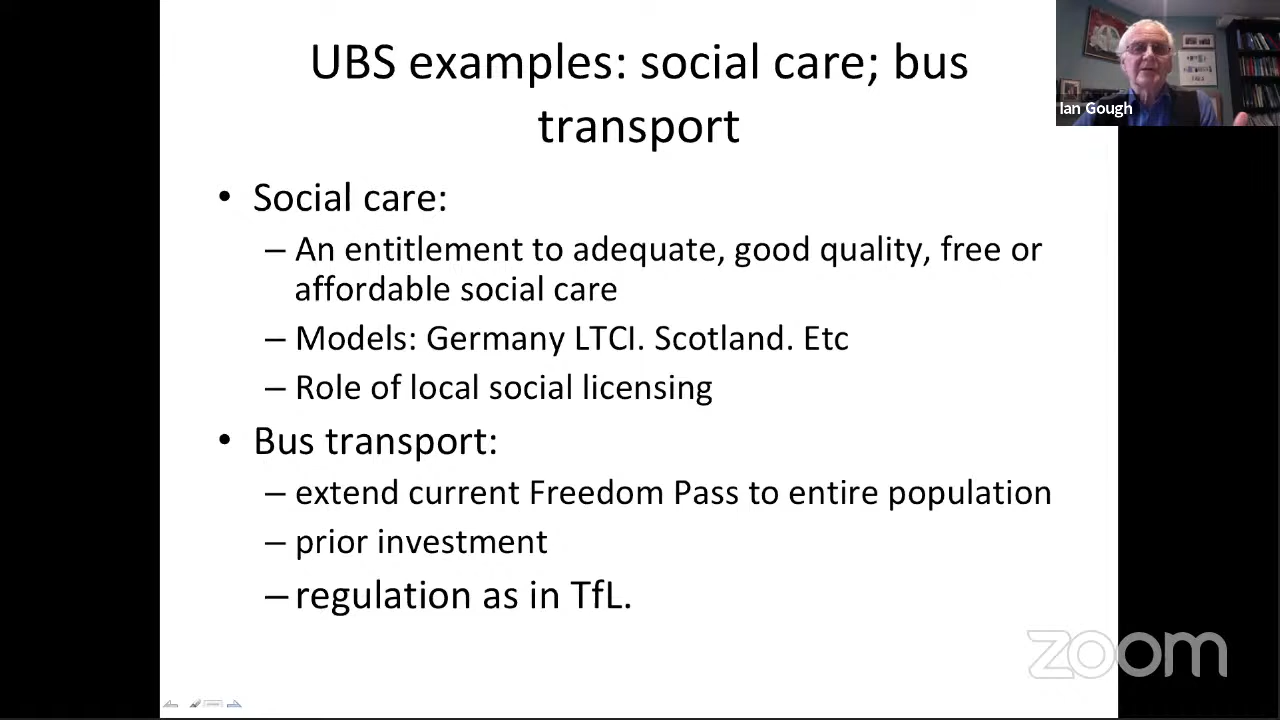 UBS examples: social care; bus
transport
Ian Gough
• Social care:
– An entitlement to adequate, good quality, free or
affordable social care
– Models: Germany LTCI. Scotland. Etc
– Role of local social licensing
• Bus transport:
– extend current Freedom Pass to entire population
– prior investment
– regulation as in TfL.
zoom